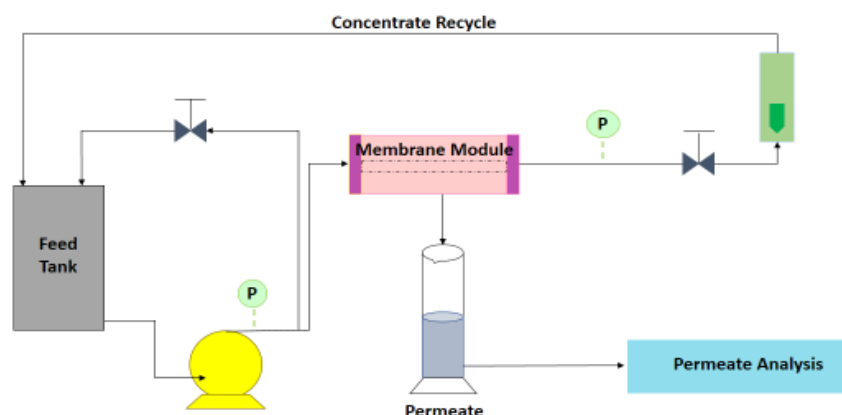 Concentrate Recycle
P
Membrane Module
Feed
Tank
P
Permeate Analysis
Permeate